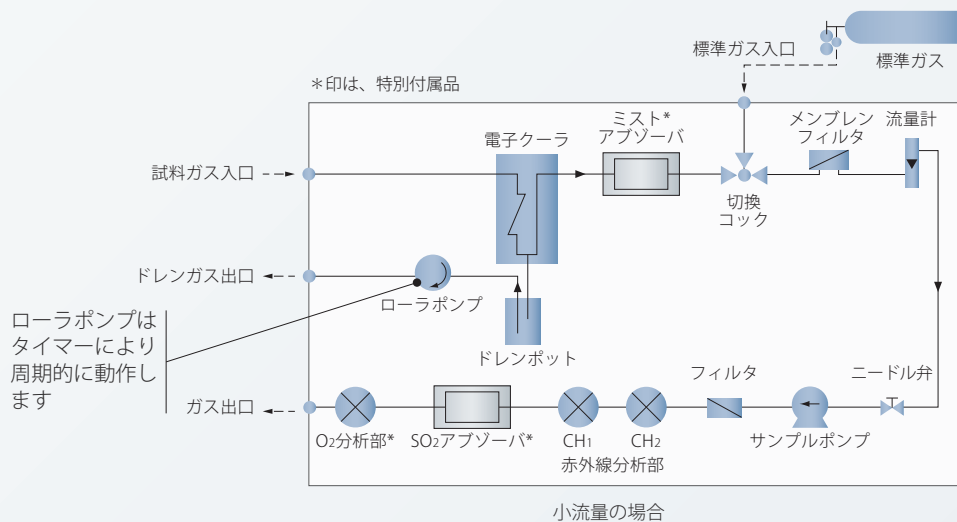 標準ガス入口
標準ガス
＊印は、特別付属品
ミスト*
アブゾーバ
メンブレン
フィルタ
流量計
電子クーラ
試料ガス入口
切換
コック
ドレンガス出口
ローラポンプ
ローラポンプは
タイマーにより
周期的に動作し
ます
ドレンポット
フィルタ
ニードル弁
ガス出口
O₂分析部*
SO₂アブゾーバ*
CH₁
CH₂
サンプルポンプ
赤外線分析部
小流量の場合